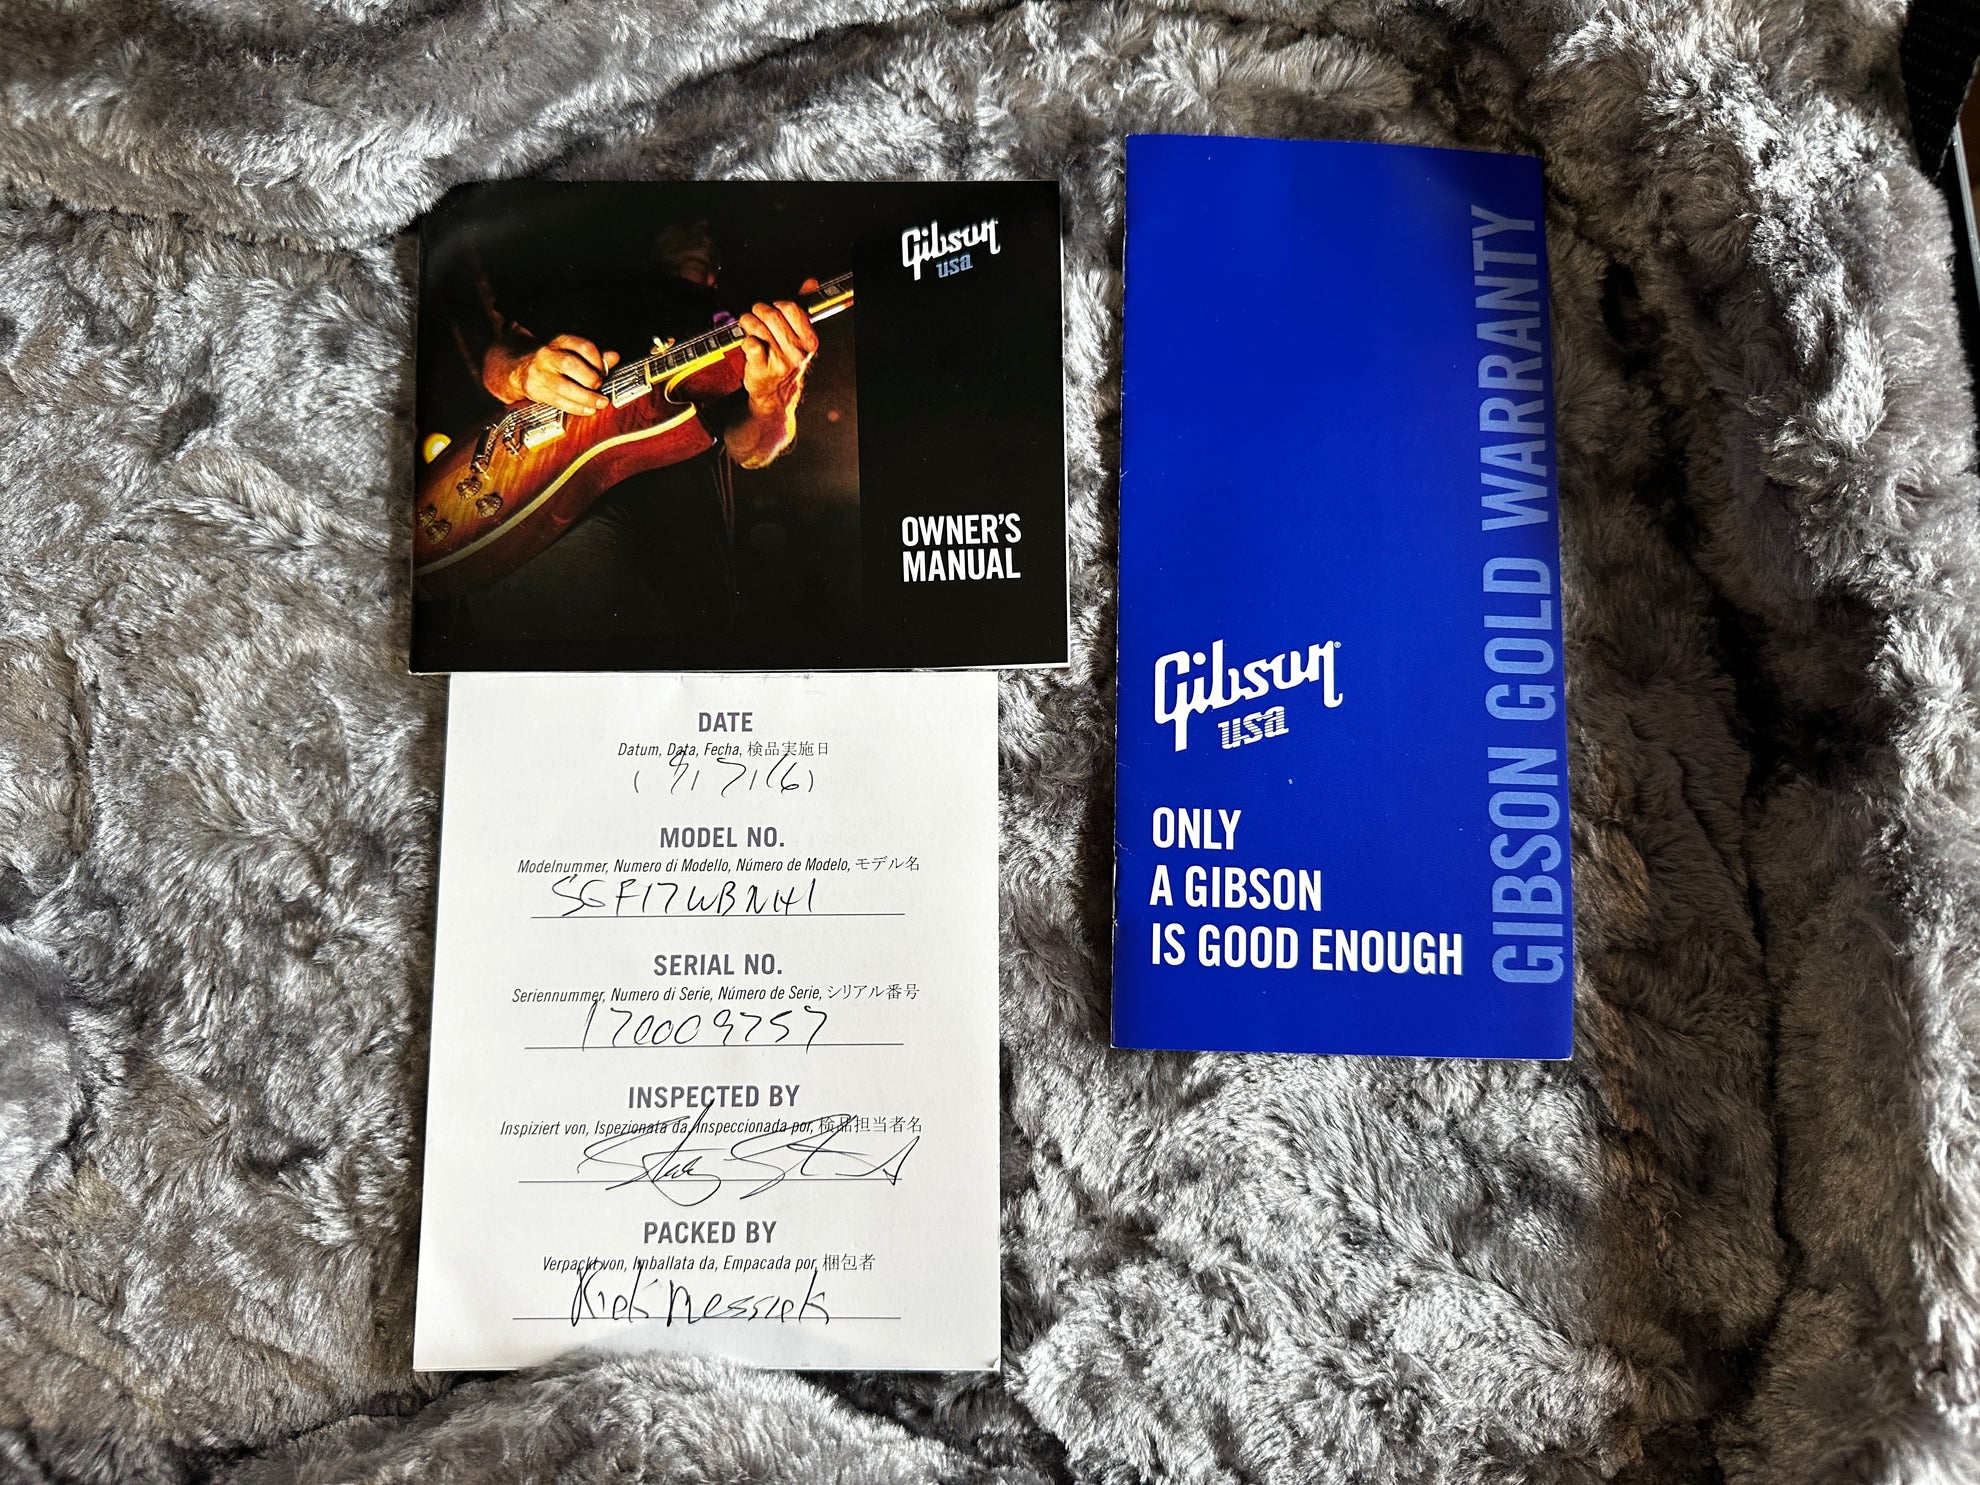 Gibson
USA
OWNER'S
MANUAL
DATE
Datum, Data, Fecha, 検品実施日
MODEL NO.
Modelnummer, Numero di Modello, Número de Modelo, モデル名
SGF17WBNH1
SERIAL NO.
Seriennummer, Numero di Serie, Número de Serie, シリアル番号
170009757
INSPECTED BY
Inspiziert von, Ispezionata da, Inspeccionada por, 検品担当者名
PACKED BY
Verpackt von, Imballata da, Empacada por, 梱包者
Gibson
USA
ONLY
A GIBSON
IS GOOD ENOUGH
GIBSON GOLD WARRANTY